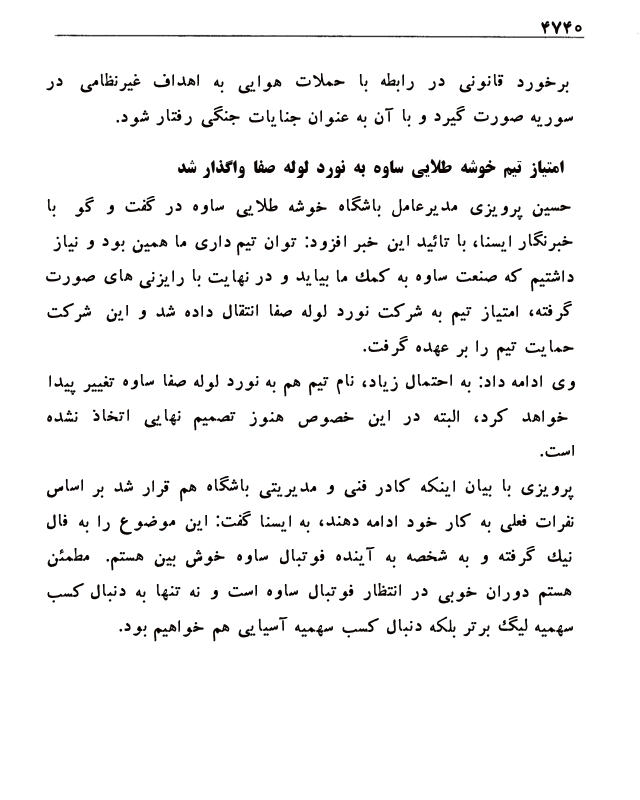 ۴۷۴۰
برخورد قانونی در رابطه با حملات هوایی به اهداف غیرنظامی در
سوریه صورت گیرد و با آن به عنوان جنایات جنگی رفتار شود.
امتیاز تیم خوشه طلایی ساوه به نورد لوله صفا واگذار شد
حسین پرویزی مدیرعامل باشگاه خوشه طلایی ساوه در گفت و گو با
خبرنگار ایسنا، با تائید این خبر افزود: توان تیم داری ما همین بود و نیاز
داشتیم که صنعت ساوه به کمک ما بیاید و در نهایت با رایزنی های صورت
گرفته، امتیاز تیم به شرکت نورد لوله صفا انتقال داده شد و این شرکت
حمایت تیم را بر عهده گرفت.
وی ادامه داد: به احتمال زیاد، نام تیم هم به نورد لوله صفا ساوه تغییر پیدا
خواهد کرد، البته در این خصوص هنوز تصمیم نهایی اتخاذ نشده
است.
پرویزی با بیان اینکه کادر فنی و مدیریتی باشگاه هم قرار شد بر اساس
نفرات فعلی به کار خود ادامه دهند، به ایسنا گفت: این موضوع را به فال
نیک گرفته و به شخصه به آینده فوتبال ساوه خوش بین هستم. مطمئن
هستم دوران خوبی در انتظار فوتبال ساوه است و نه تنها به دنبال کسب
سهمیه لیگ برتر بلکه دنبال کسب سهمیه آسیایی هم خواهیم بود.